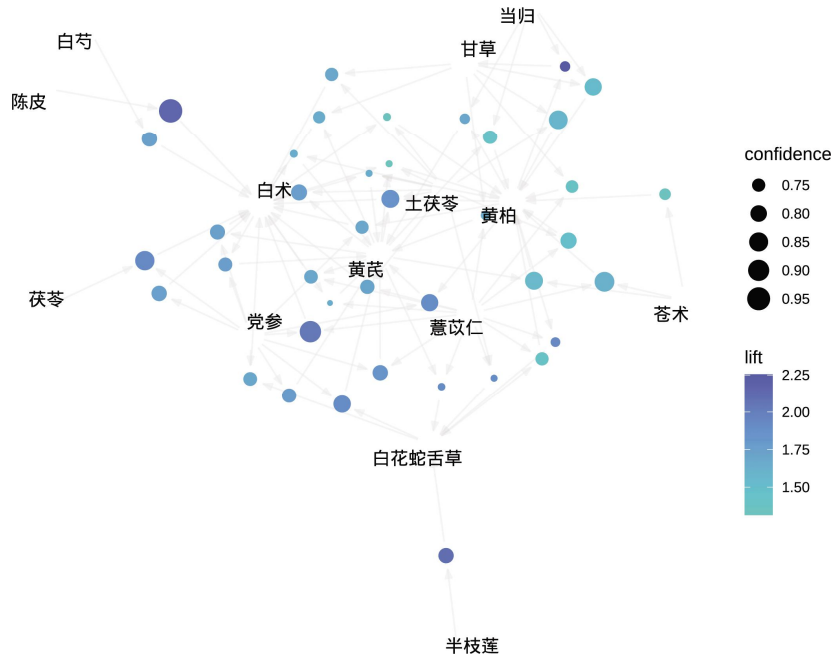 当归
白芍
甘草
陈皮
白术
土茯苓
黄柏
黄芪
茯苓
党参
薏苡仁
苍术
白花蛇舌草
半枝莲
confidence
0.75
0.80
0.85
0.90
0.95
lift
2.25
2.00
1.75
1.50